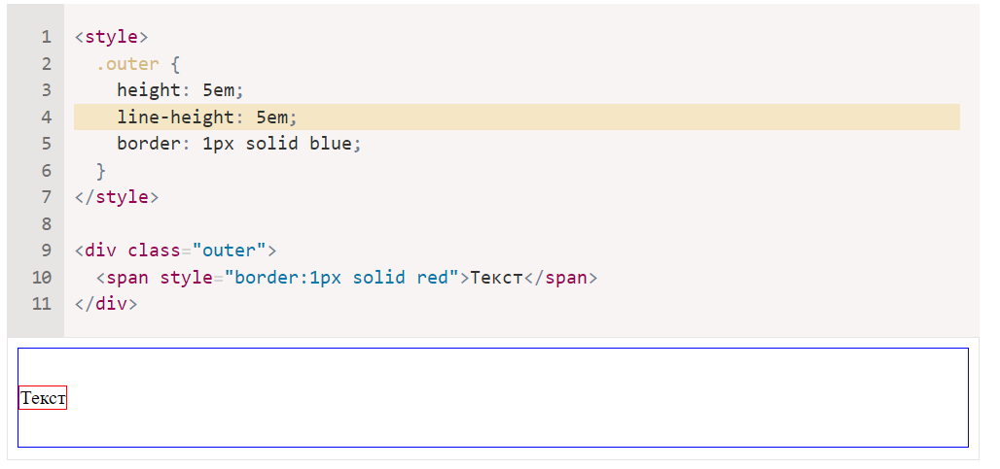 1 <style>
2 .outer {
3 height: 5em;
4 line-height: 5em;
5 border: 1px solid blue;
6 }
7 </style>
8
9 <div class="outer">
10 <span style="border:1px solid red">Текст</span>
11 </div>
Текст